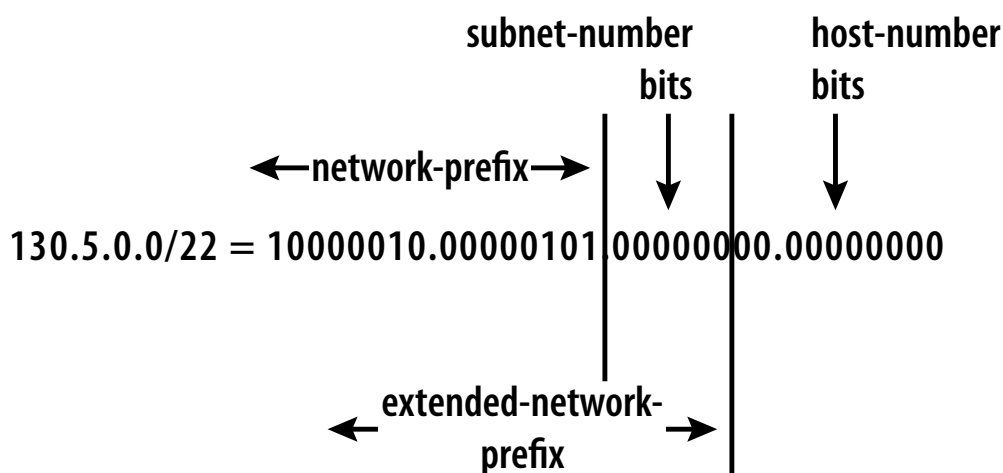 subnet-number bits
host-number bits
network-prefix
130.5.0.0/22 = 10000010.00000101.00000000.00000000
extended-network-
prefix